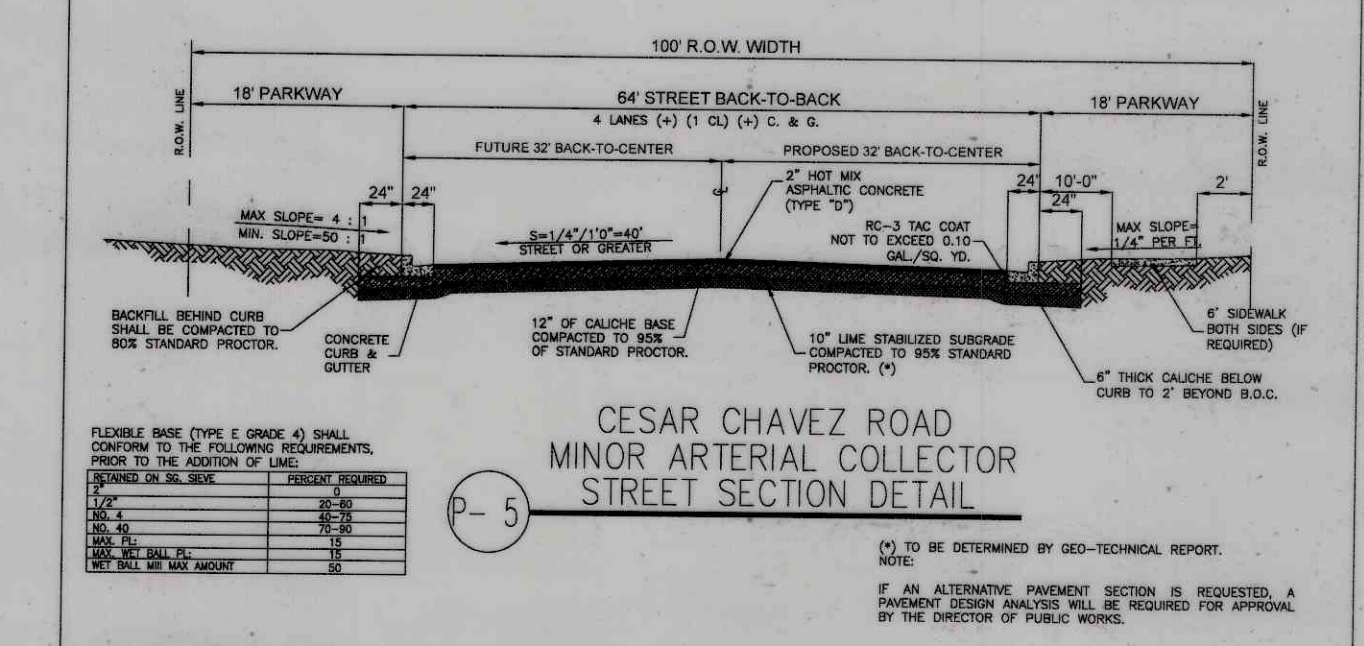 100' R.O.W. WIDTH
R.O.W. LINE
18' PARKWAY
64' STREET BACK-TO-BACK
18' PARKWAY
R.O.W. LINE
4 LANES (+) (1 CL) (+) C. & G.
FUTURE 32' BACK-TO-CENTER
PROPOSED 32' BACK-TO-CENTER
24"
24"
2" HOT MIX
ASPHALTIC CONCRETE
(TYPE "D")
24"
10'-0"
2'
24"
MAX SLOPE= 4 : 1
MIN. SLOPE=50 : 1
S=1/4"/1'0"=40'
STREET OR GREATER
RC-3 TAC COAT
NOT TO EXCEED 0.10
GAL./SQ. YD.
MAX SLOPE=
1/4" PER FT.
BACKFILL BEHIND CURB
SHALL BE COMPACTED TO
80% STANDARD PROCTOR.
CONCRETE
CURB &
GUTTER
12" OF CALICHE BASE
COMPACTED TO 95%
OF STANDARD PROCTOR.
10" LIME STABILIZED SUBGRADE
COMPACTED TO 95% STANDARD
PROCTOR. (*)
6' SIDEWALK
BOTH SIDES (IF
REQUIRED)
6" THICK CALICHE BELOW
CURB TO 2' BEYOND B.O.C.
CESAR CHAVEZ ROAD
MINOR ARTERIAL COLLECTOR
STREET SECTION DETAIL
P- 5
FLEXIBLE BASE (TYPE E GRADE 4) SHALL
CONFORM TO THE FOLLOWING REQUIREMENTS,
PRIOR TO THE ADDITION OF LIME:
RETAINED ON SG. SIEVE PERCENT REQUIRED
2" 0
1/2" 20-60
NO. 4 40-75
NO. 40 70-90
MAX. PL: 15
MAX. WET BALL PL: 15
WET BALL Mill MAX AMOUNT 50
(*) TO BE DETERMINED BY GEO-TECHNICAL REPORT.
NOTE:
IF AN ALTERNATIVE PAVEMENT SECTION IS REQUESTED, A
PAVEMENT DESIGN ANALYSIS WILL BE REQUIRED FOR APPROVAL
BY THE DIRECTOR OF PUBLIC WORKS.